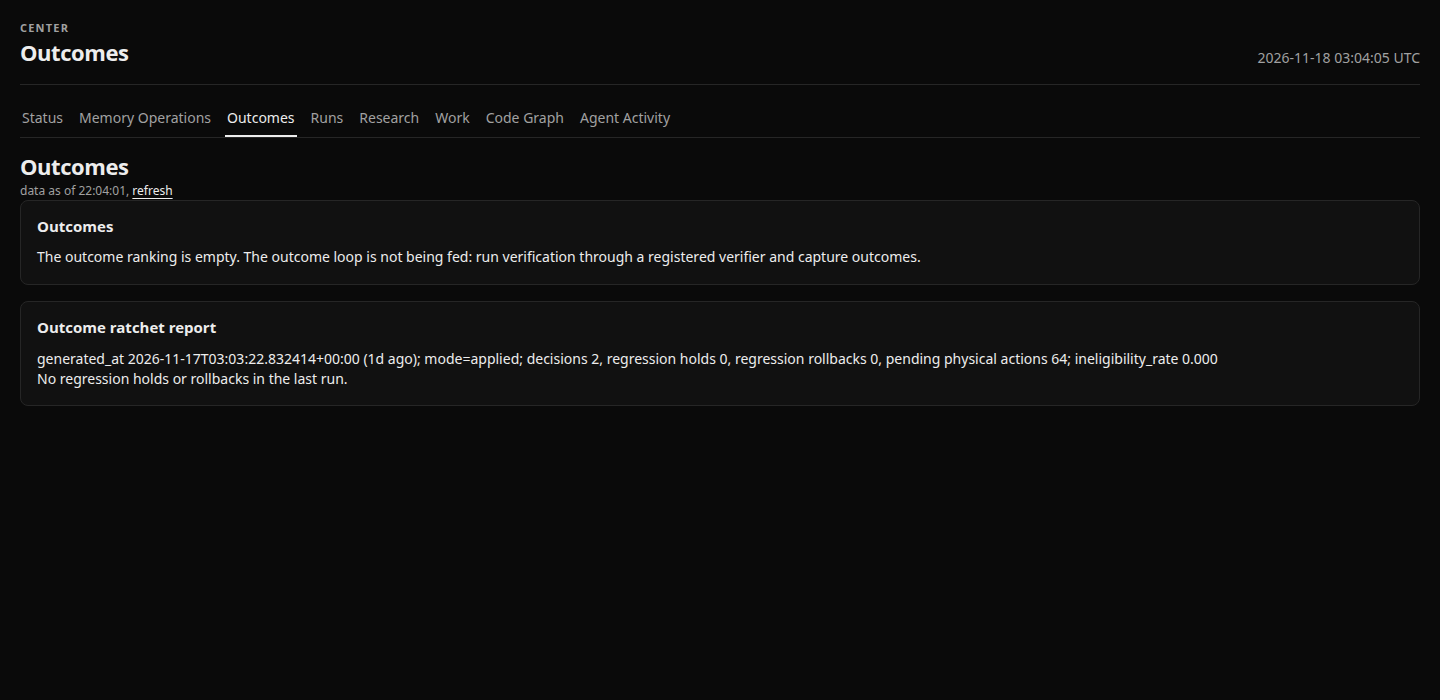 CENTER
Outcomes
2026-11-18 03:04:05 UTC
Status Memory Operations Outcomes Runs Research Work Code Graph Agent Activity
Outcomes
data as of 22:04:01, refresh
Outcomes
The outcome ranking is empty. The outcome loop is not being fed: run verification through a registered verifier and capture outcomes.
Outcome ratchet report
generated_at 2026-11-17T03:03:22.832414+00:00 (1d ago); mode=applied; decisions 2, regression holds 0, regression rollbacks 0, pending physical actions 64; ineligibility_rate 0.000
No regression holds or rollbacks in the last run.